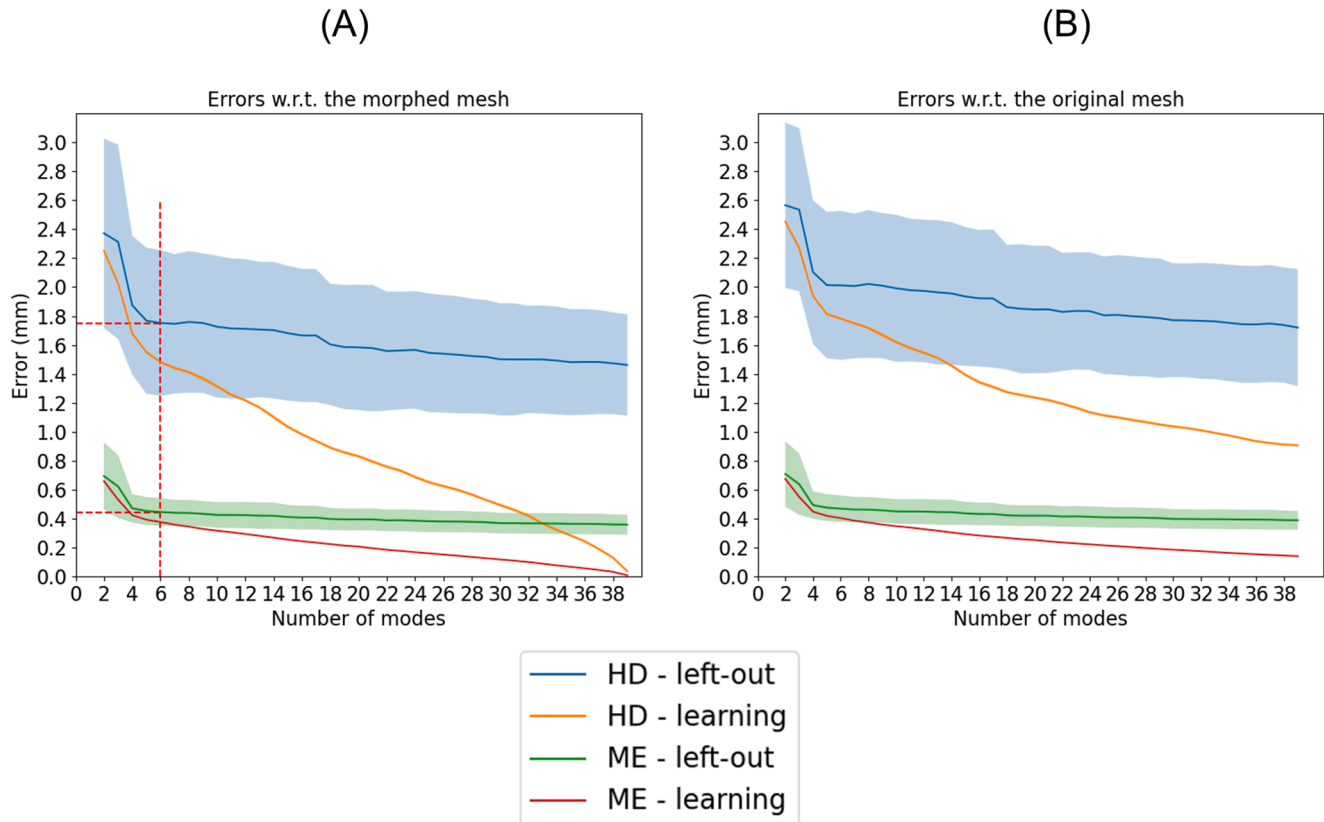 (A)
(B)
Errors w.r.t. the morphed mesh
Errors w.r.t. the original mesh
Error (mm)
3.0
2.8
2.6
2.4
2.2
2.0
1.8
1.6
1.4
1.2
1.0
0.8
0.6
0.4
0.2
0.0
0 2 4 6 8 10 12 14 16 18 20 22 24 26 28 30 32 34 36 38
Number of modes
Error (mm)
3.0
2.8
2.6
2.4
2.2
2.0
1.8
1.6
1.4
1.2
1.0
0.8
0.6
0.4
0.2
0.0
0 2 4 6 8 10 12 14 16 18 20 22 24 26 28 30 32 34 36 38
Number of modes
HD - left-out
HD - learning
ME - left-out
ME - learning